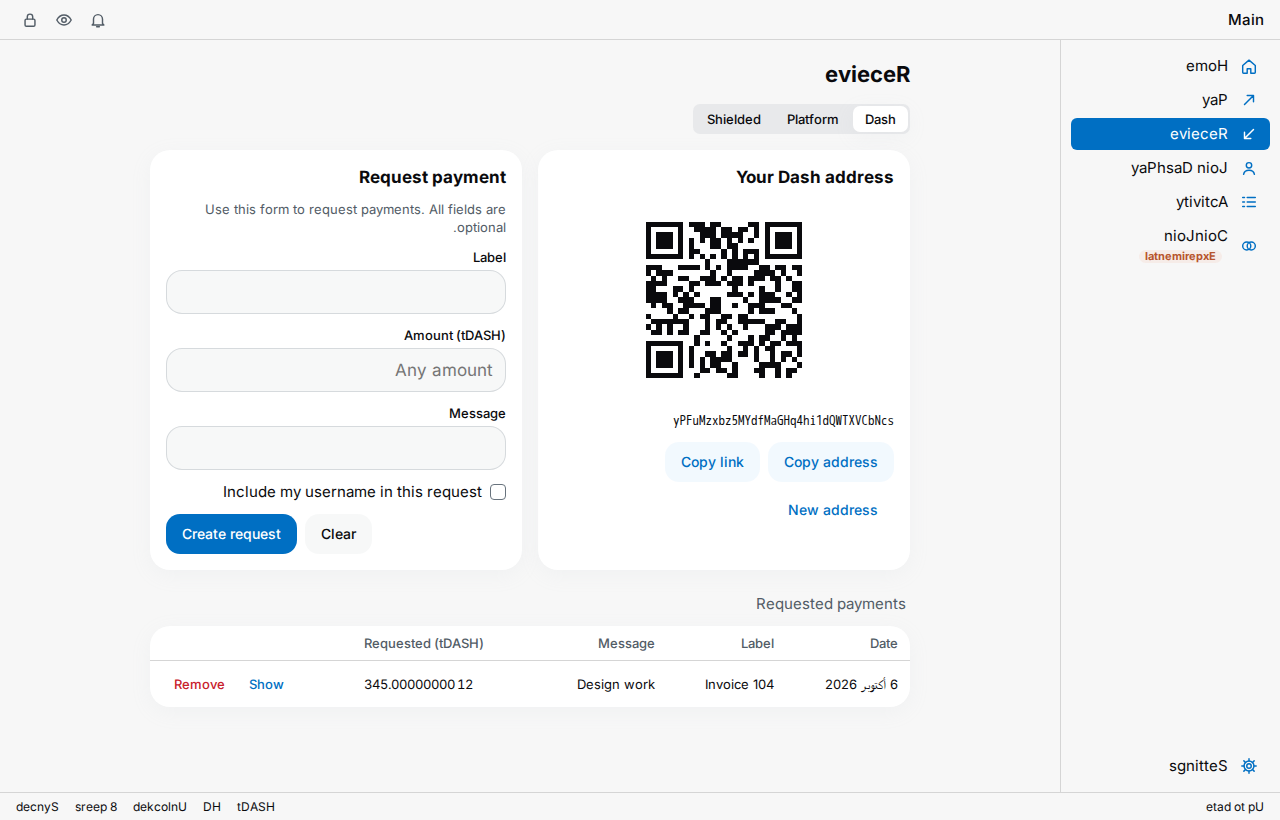 Main
emoH
yaP
evieceR
yaPhsaD nioJ
ytivitcA
nioJnioC
latnemirepxE
sgnitteS
evieceR
Dash
Platform
Shielded
Your Dash address
yPFuMzxbz5MYdfMaGHq4hi1dQWTXVCbNcs
Copy address
Copy link
New address
Request payment
Use this form to request payments. All fields are
.optional
Label
Amount (tDASH)
Any amount
Message
Include my username in this request
Create request
Clear
Requested payments
Date
Label
Message
Requested (tDASH)
6 أكتوبر 2026
Invoice 104
Design work
345.00000000 12
Show
Remove
etad ot pU
tDASH
DH
dekcolnU
sreep 8
decnyS